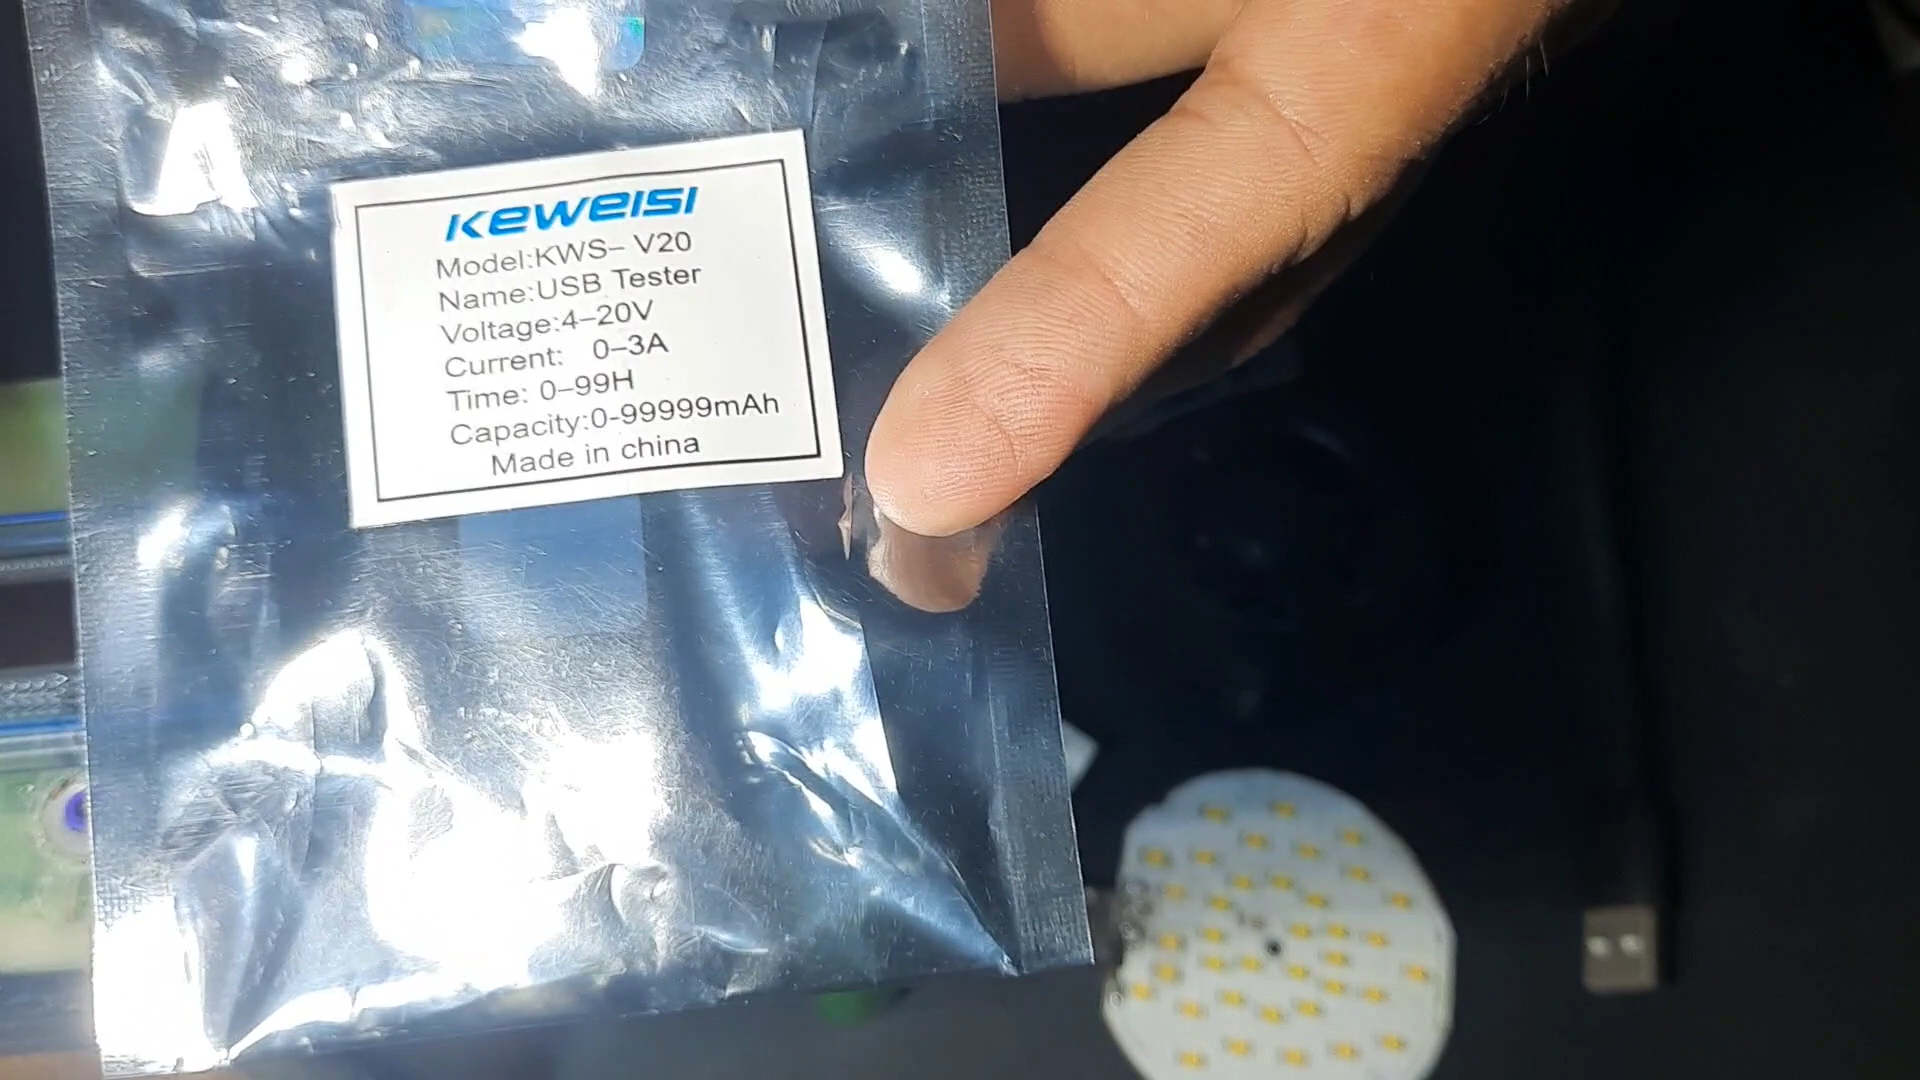 KEWEISI
Model:KWS– V20
Name:USB Tester
Voltage:4–20V
Current: 0–3A
Time: 0–99H
Capacity:0-99999mAh
Made in china